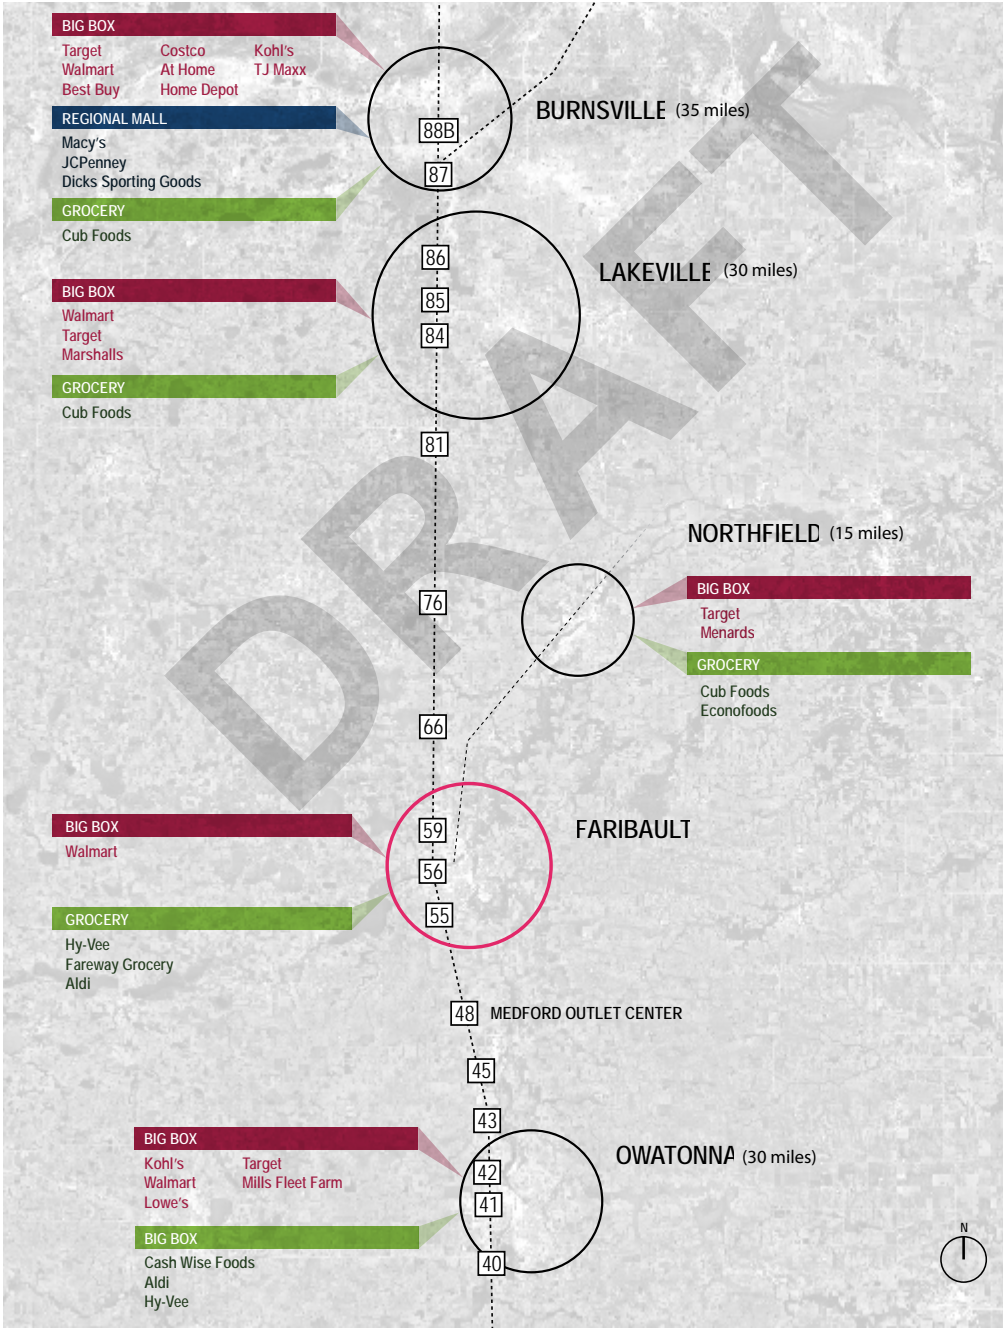 BIG BOX
Target Costco Kohl's
Walmart At Home TJ Maxx
Best Buy Home Depot
REGIONAL MALL
Macy's
JCPenney
Dicks Sporting Goods
GROCERY
Cub Foods
88B
87
BURNSVILLE (35 miles)
86
85
84
LAKEVILLE (30 miles)
BIG BOX
Walmart
Target
Marshalls
GROCERY
Cub Foods
81
DRAFT
NORTHFIELD (15 miles)
BIG BOX
Target
Menards
GROCERY
Cub Foods
Econofoods
76
66
59
56
55
FARIBAULT
BIG BOX
Walmart
GROCERY
Hy-Vee
Fareway Grocery
Aldi
48 MEDFORD OUTLET CENTER
45
43
42
41
40
OWATONNA (30 miles)
BIG BOX
Kohl's Target
Walmart Mills Fleet Farm
Lowe's
BIG BOX
Cash Wise Foods
Aldi
Hy-Vee
N